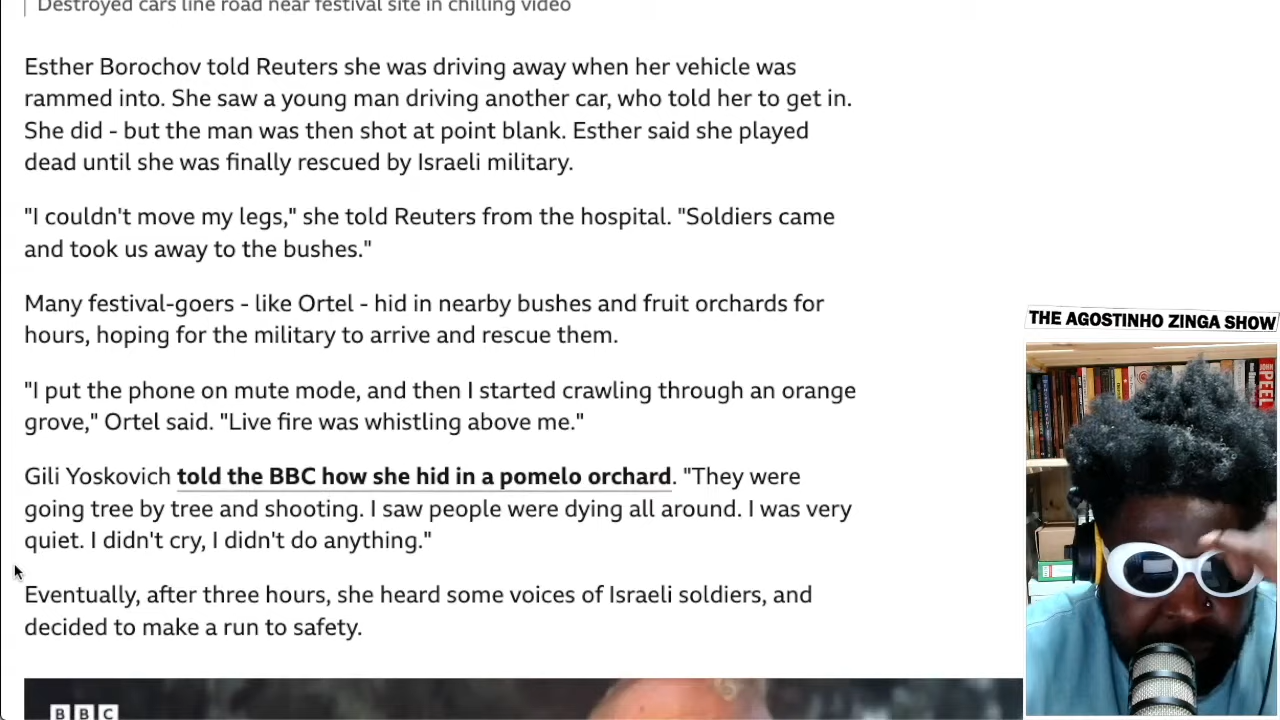 Destroyed cars line road near festival site in chilling video
Esther Borochov told Reuters she was driving away when her vehicle was
rammed into. She saw a young man driving another car, who told her to get in.
She did - but the man was then shot at point blank. Esther said she played
dead until she was finally rescued by Israeli military.
"I couldn't move my legs," she told Reuters from the hospital. "Soldiers came
and took us away to the bushes."
Many festival-goers - like Ortel - hid in nearby bushes and fruit orchards for
hours, hoping for the military to arrive and rescue them.
"I put the phone on mute mode, and then I started crawling through an orange
grove," Ortel said. "Live fire was whistling above me."
Gili Yoskovich told the BBC how she hid in a pomelo orchard. "They were
going tree by tree and shooting. I saw people were dying all around. I was very
quiet. I didn't cry, I didn't do anything."
Eventually, after three hours, she heard some voices of Israeli soldiers, and
decided to make a run to safety.
BBC
THE AGOSTINHO ZINGA SHOW
JOHN
PEEL